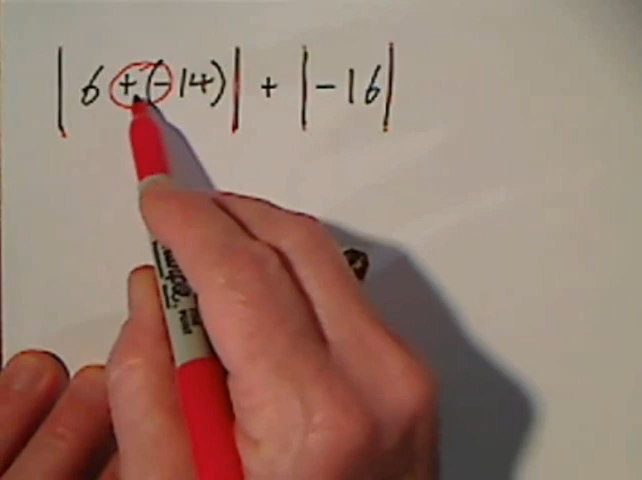 | 6 + (-14) | + | -16 |